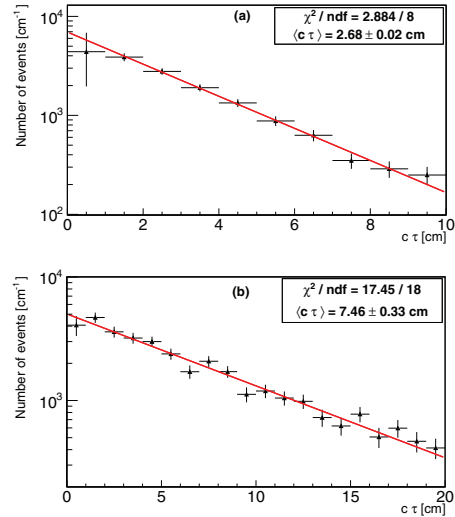 (a)
χ² / ndf = 2.884 / 8
⟨c τ⟩ = 2.68 ± 0.02 cm
Number of events [cm⁻¹]
10⁴
10³
10²
0 2 4 6 8 10
c τ [cm]
(b)
χ² / ndf = 17.45 / 18
⟨c τ⟩ = 7.46 ± 0.33 cm
Number of events [cm⁻¹]
10⁴
10³
0 5 10 15 20
c τ [cm]